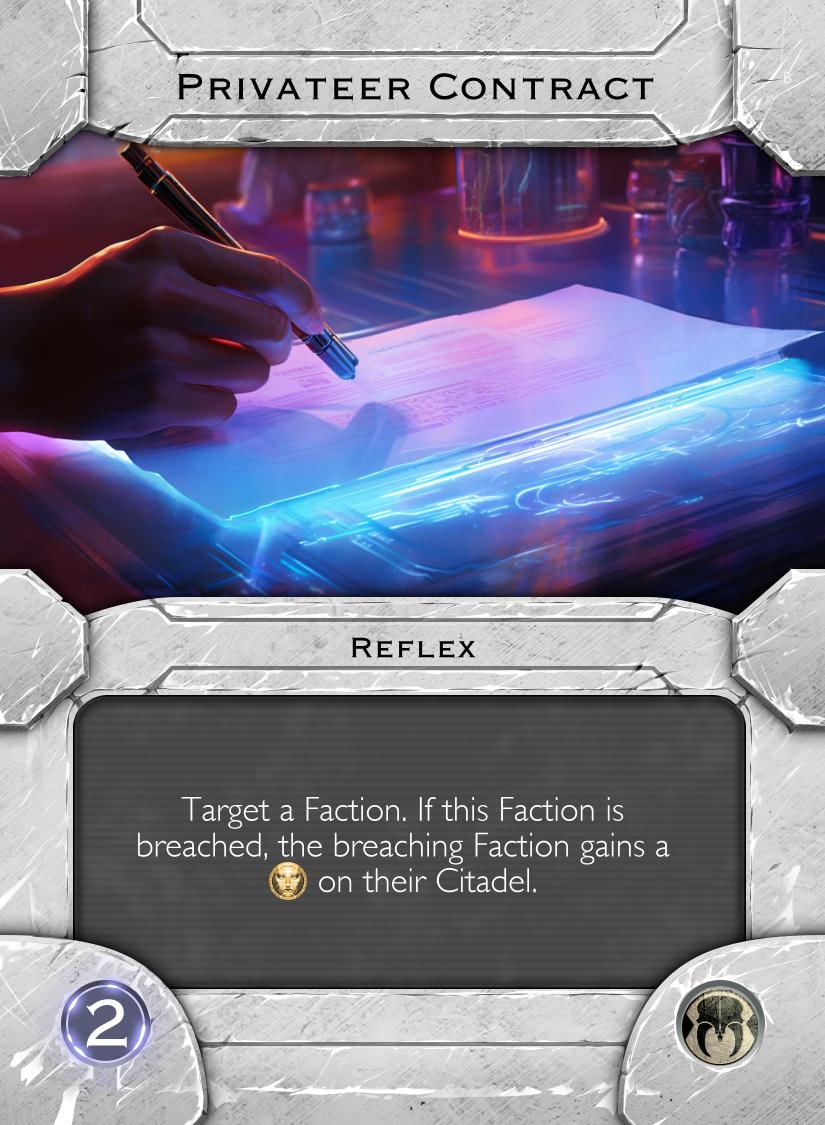 Privateer Contract
B
Reflex
Target a Faction. If this Faction is
breached, the breaching Faction gains a
on their Citadel.
2